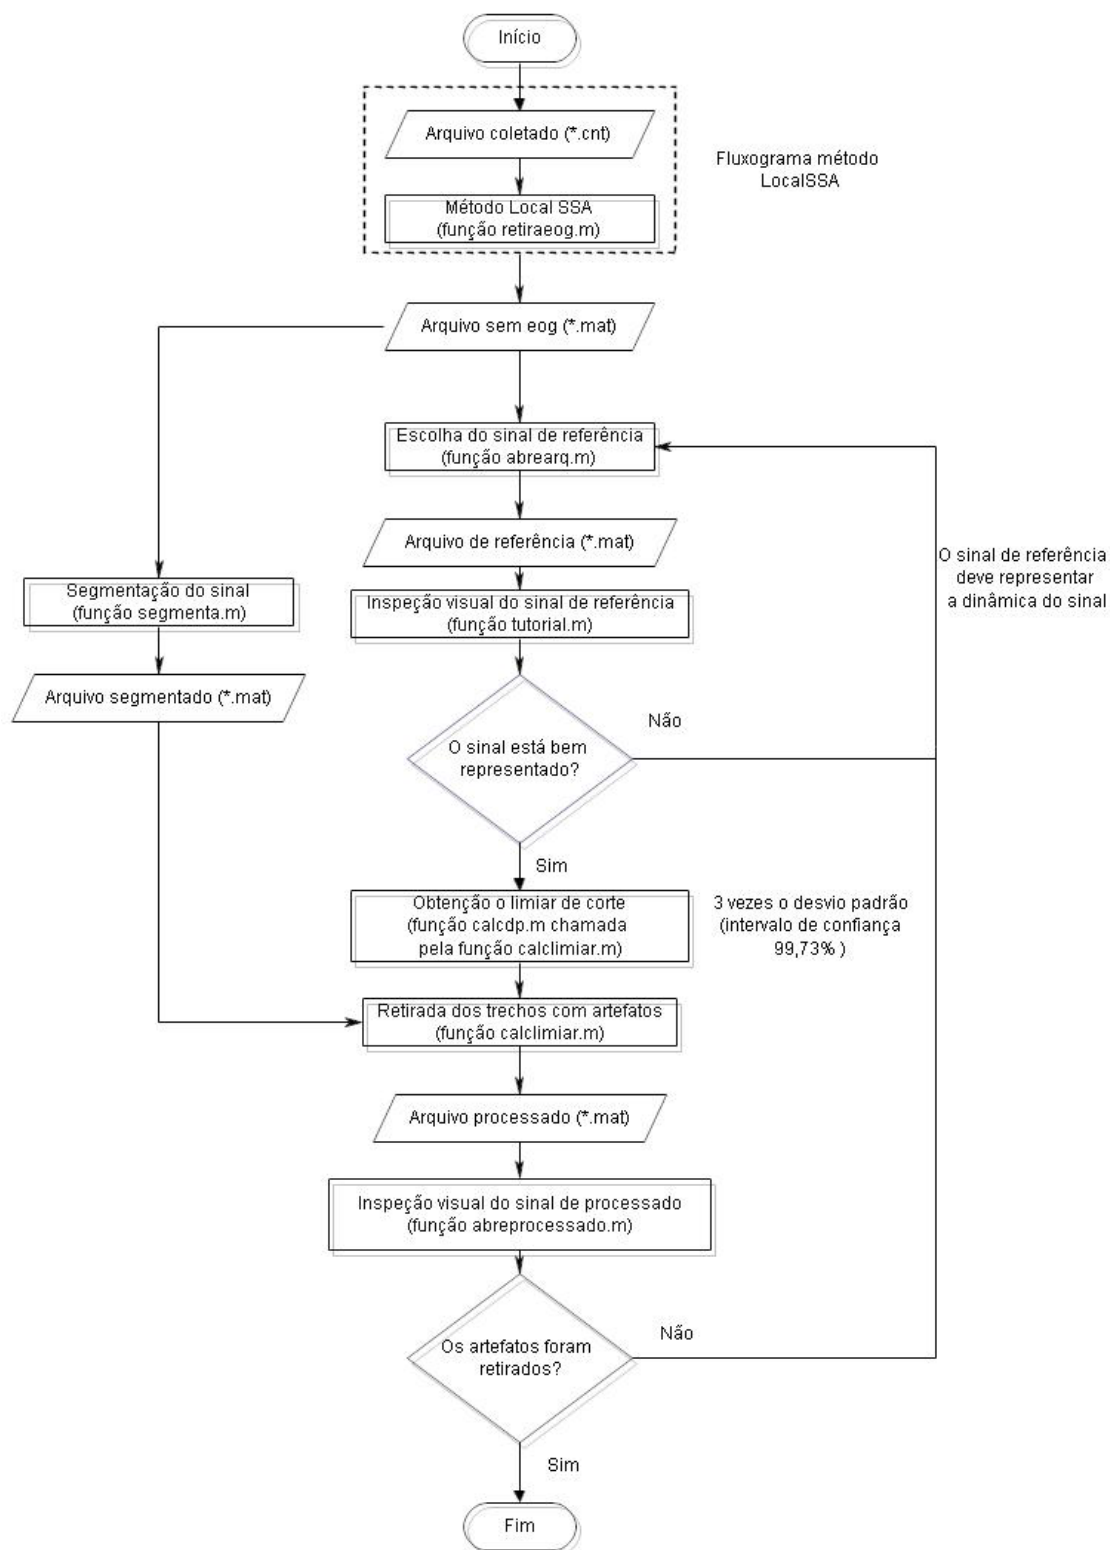 Início
Arquivo coletado (*.cnt)
Fluxograma método
LocalSSA
Método Local SSA
(função retiraeog.m)
Arquivo sem eog (*.mat)
Escolha do sinal de referência
(função abrearq.m)
Arquivo de referência (*.mat)
O sinal de referência
deve representar
a dinâmica do sinal
Segmentação do sinal
(função segmenta.m)
Inspeção visual do sinal de referência
(função tutorial.m)
Arquivo segmentado (*.mat)
Não
O sinal está bem
representado?
Sim
Obtenção o limiar de corte
(função calcdp.m chamada
pela função calclimiar.m)
3 vezes o desvio padrão
(intervalo de confiança
99,73% )
Retirada dos trechos com artefatos
(função calclimiar.m)
Arquivo processado (*.mat)
Inspeção visual do sinal de processado
(função abreprocessado.m)
Não
Os artefatos foram
retirados?
Sim
Fim